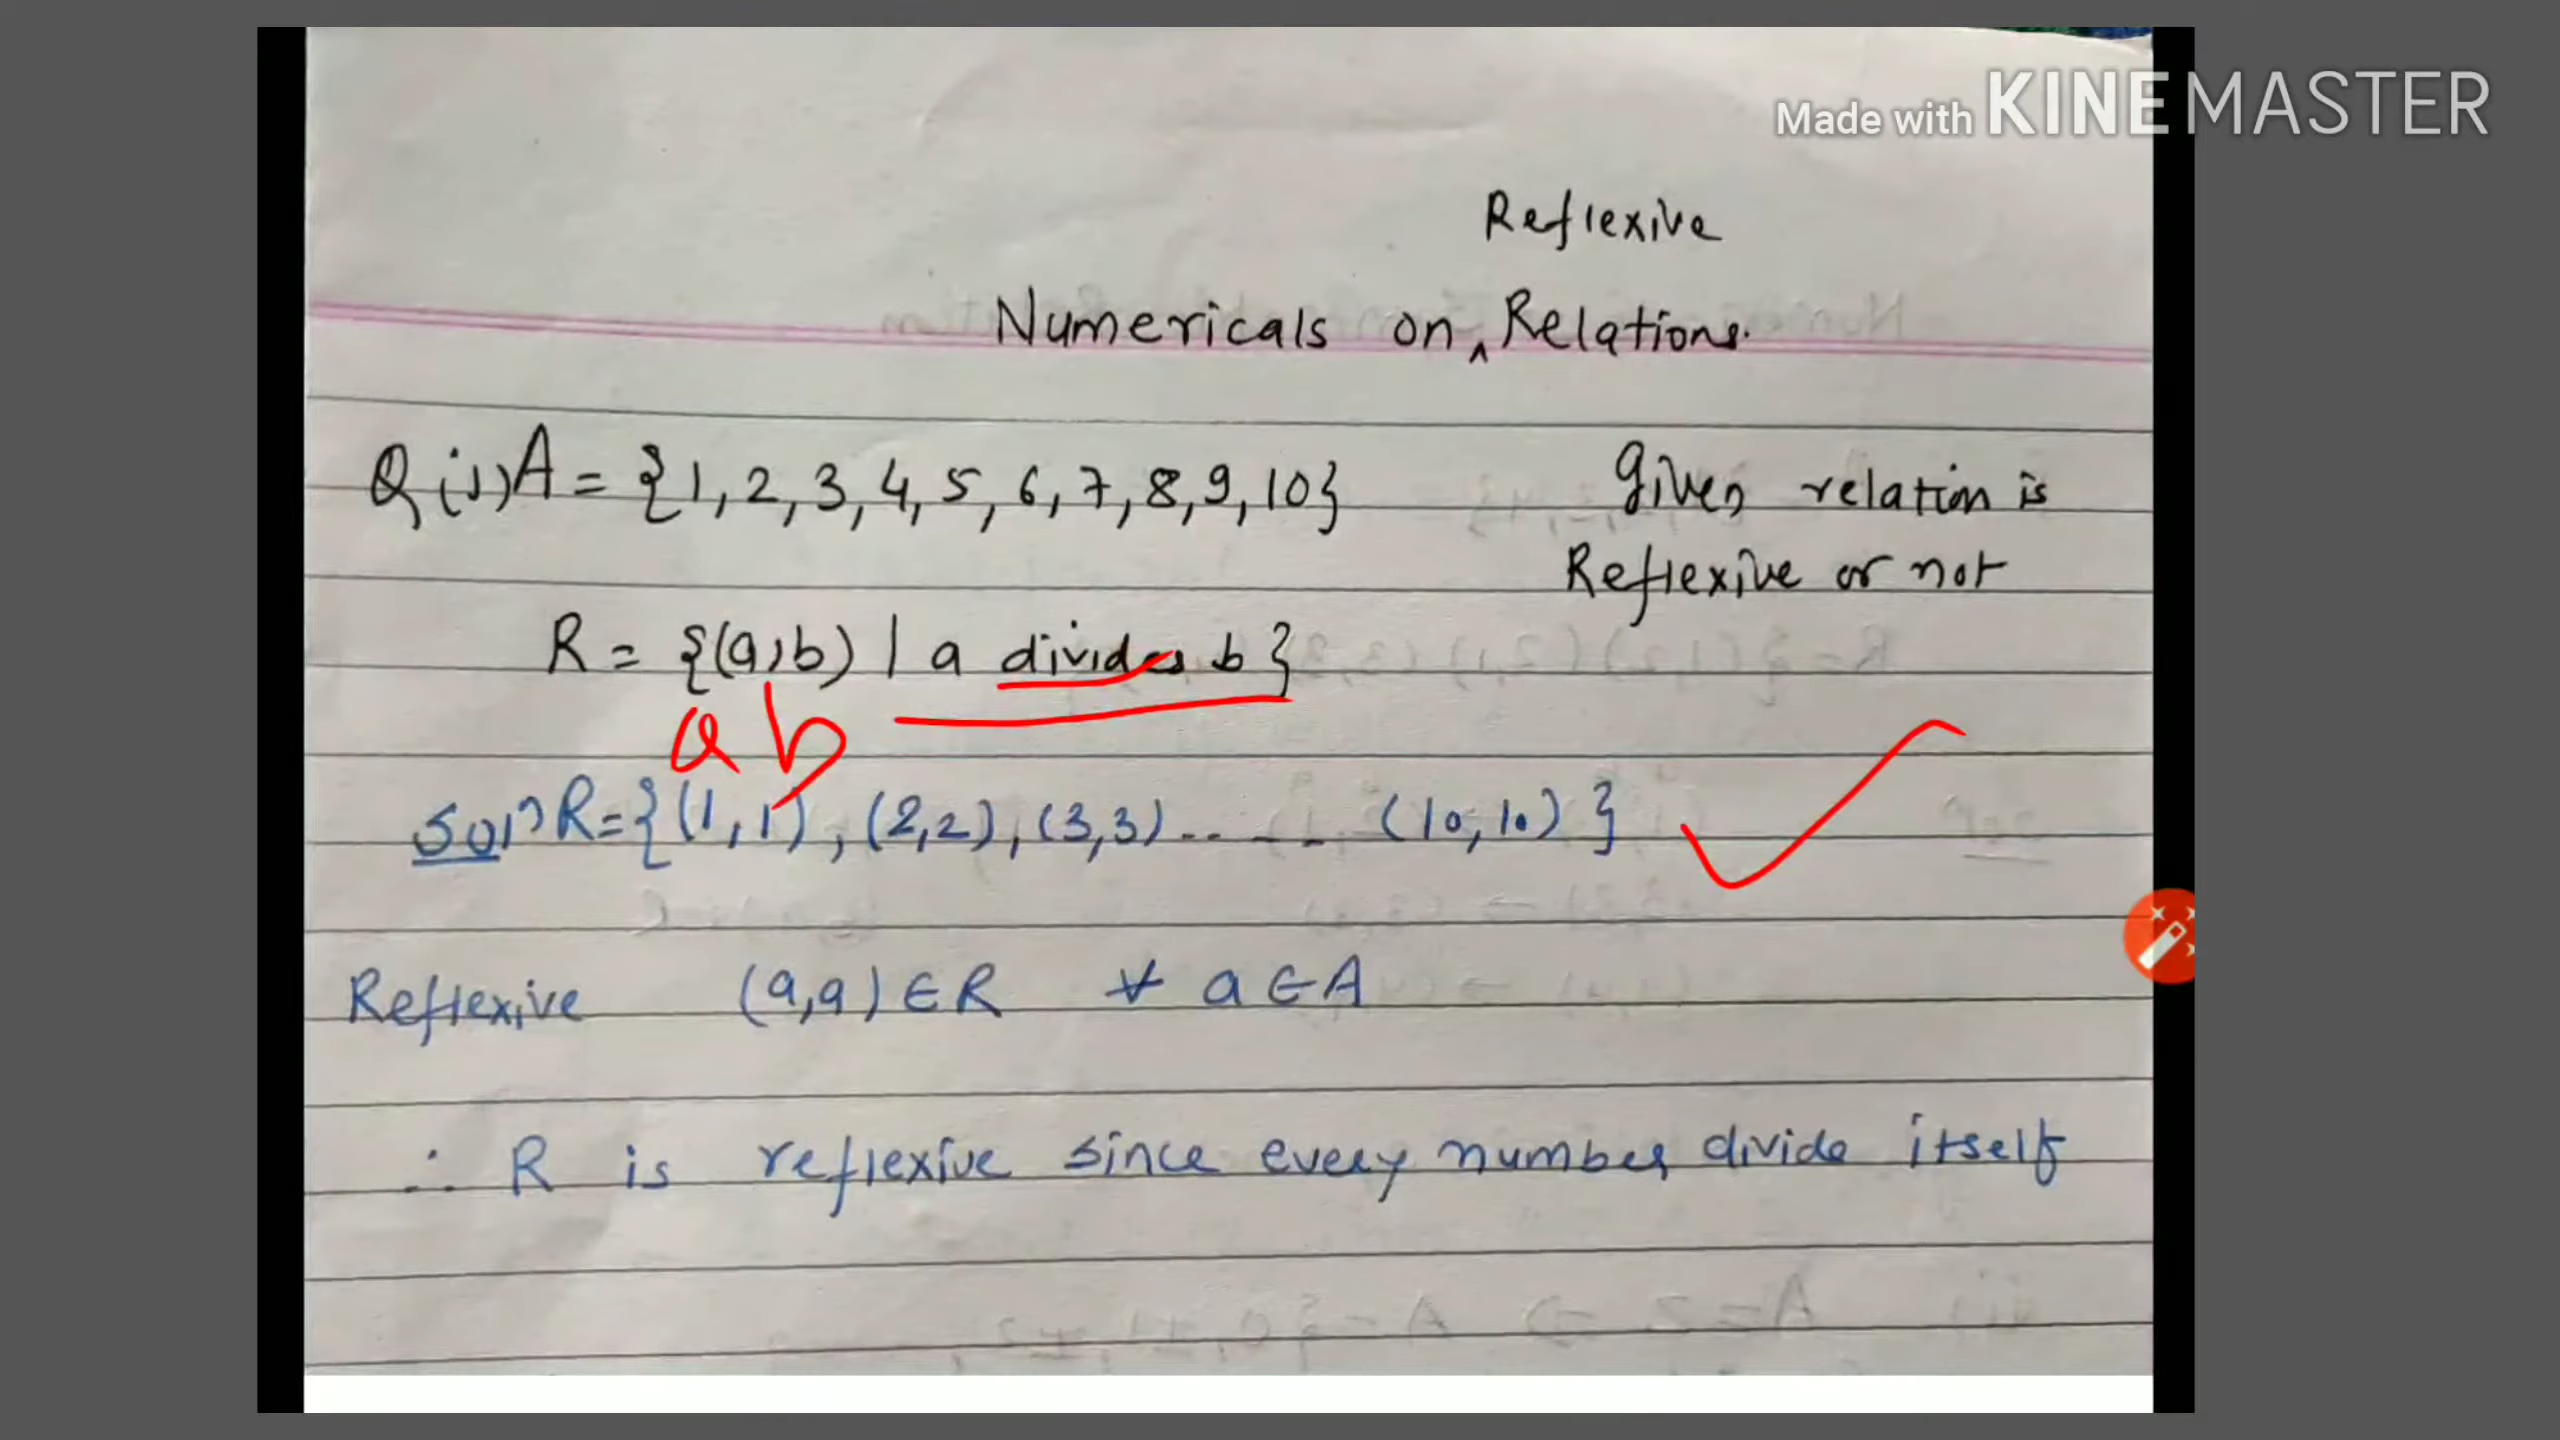 Made with KINEMASTER
Reflexive
Numericals on ^ Relations.
Q (i) A = {1, 2, 3, 4, 5, 6, 7, 8, 9, 10}
Given relation is
Reflexive or not
R = {(a,b) | a divides b}
a b
Soln R = {(1,1), (2,2), (3,3) ..... (10,10)}
Reflexive (a,a) ∈ R ∀ a ∈ A
∴ R is reflexive since every number divide itself